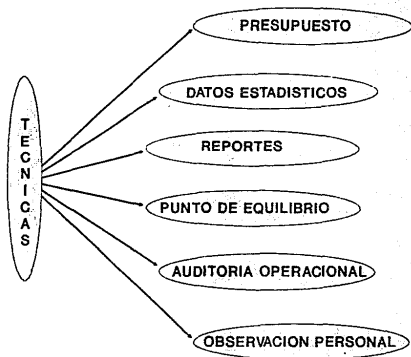 TECNICAS
PRESUPUESTO
DATOS ESTADISTICOS
REPORTES
PUNTO DE EQUILIBRIO
AUDITORIA OPERACIONAL
OBSERVACION PERSONAL